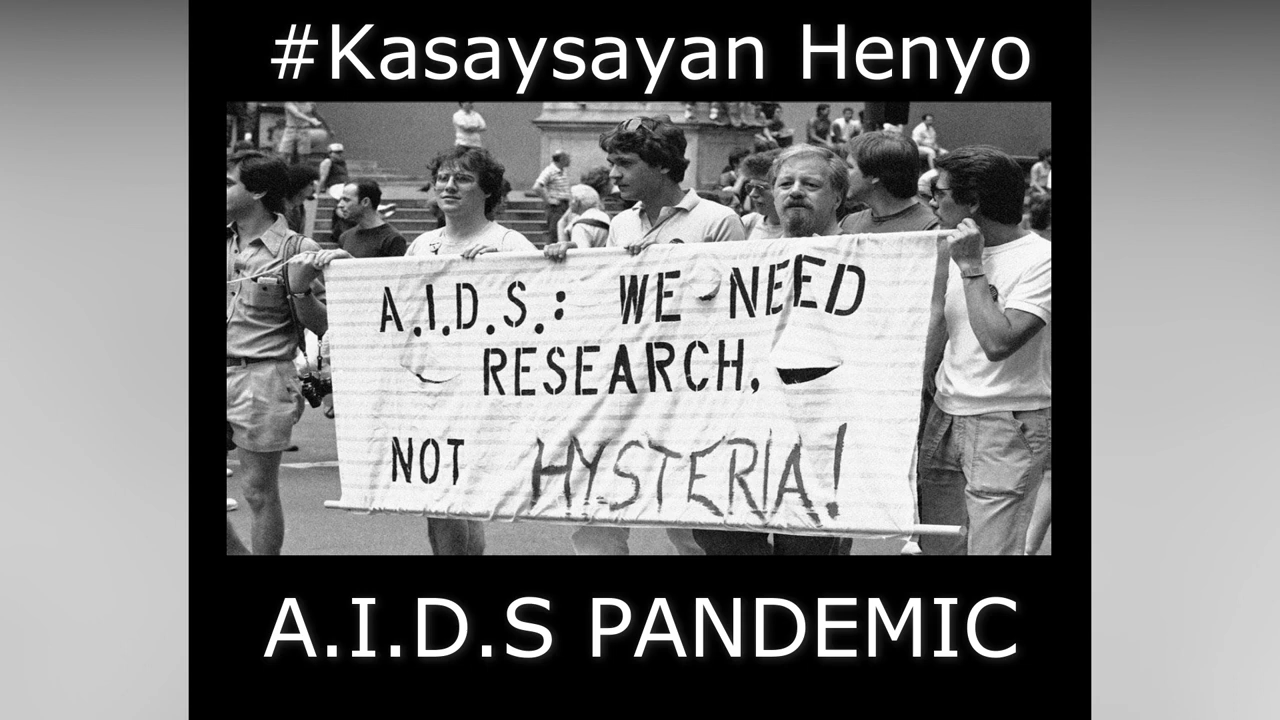 #Kasaysayan Henyo
A.I.D.S.: WE NEED
RESEARCH,
NOT HYSTERIA!
A.I.D.S PANDEMIC